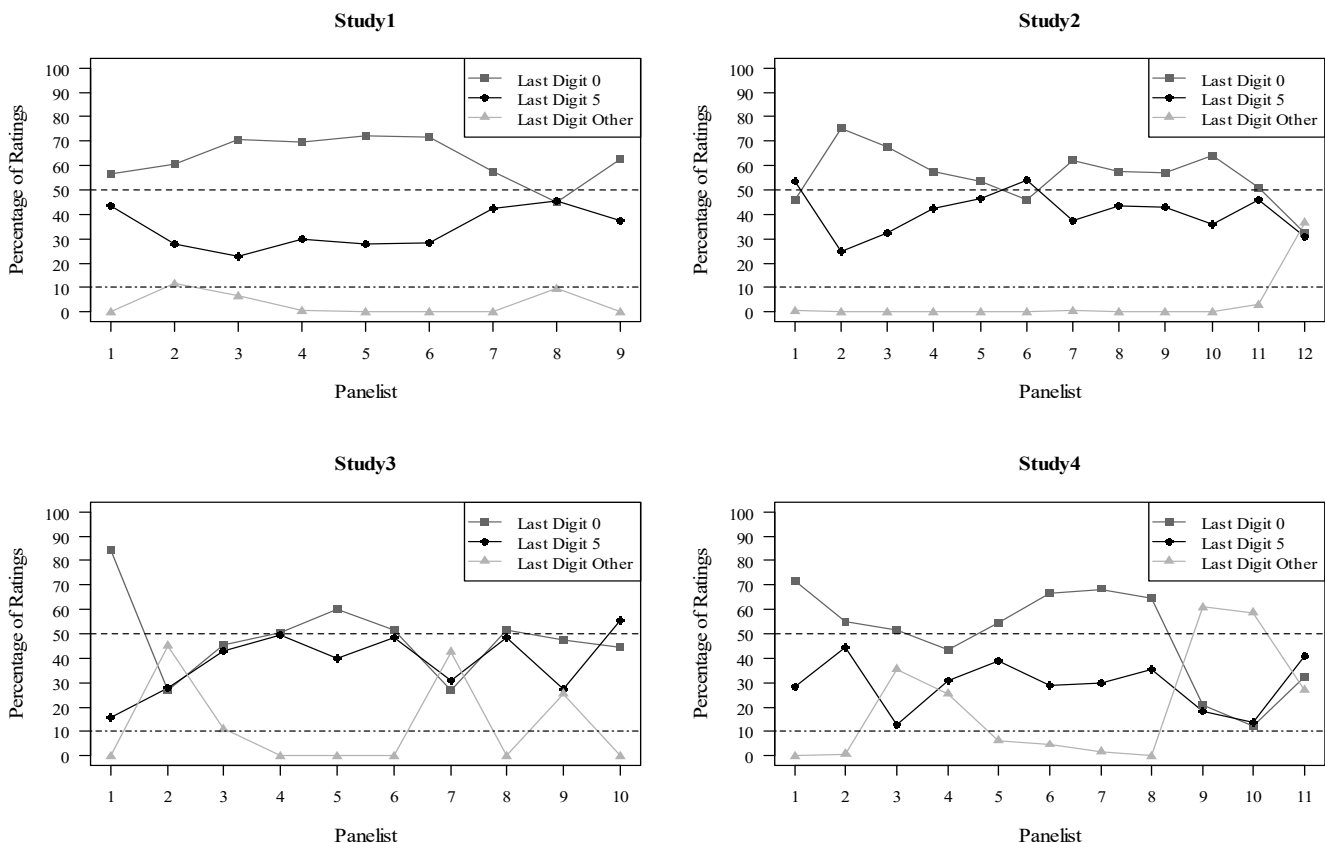 Study1
Percentage of Ratings
100
90
80
70
60
50
40
30
20
10
0
Last Digit 0
Last Digit 5
Last Digit Other
1 2 3 4 5 6 7 8 9
Panelist
Study2
Percentage of Ratings
100
90
80
70
60
50
40
30
20
10
0
Last Digit 0
Last Digit 5
Last Digit Other
1 2 3 4 5 6 7 8 9 10 11 12
Panelist
Study3
Percentage of Ratings
100
90
80
70
60
50
40
30
20
10
0
Last Digit 0
Last Digit 5
Last Digit Other
1 2 3 4 5 6 7 8 9 10
Panelist
Study4
Percentage of Ratings
100
90
80
70
60
50
40
30
20
10
0
Last Digit 0
Last Digit 5
Last Digit Other
1 2 3 4 5 6 7 8 9 10 11
Panelist